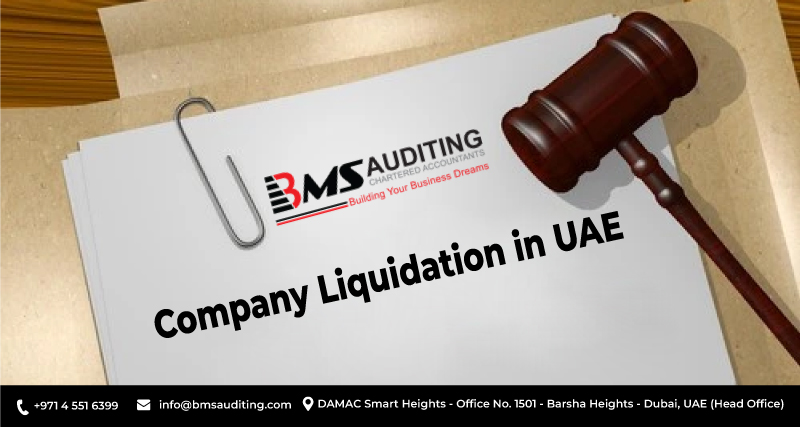 BMS AUDITING
CHARTERED ACCOUNTANTS
Building Your Business Dreams
Company Liquidation in UAE
+971 4 551 6399
info@bmsauditing.com
DAMAC Smart Heights - Office No. 1501 - Barsha Heights - Dubai, UAE (Head Office)